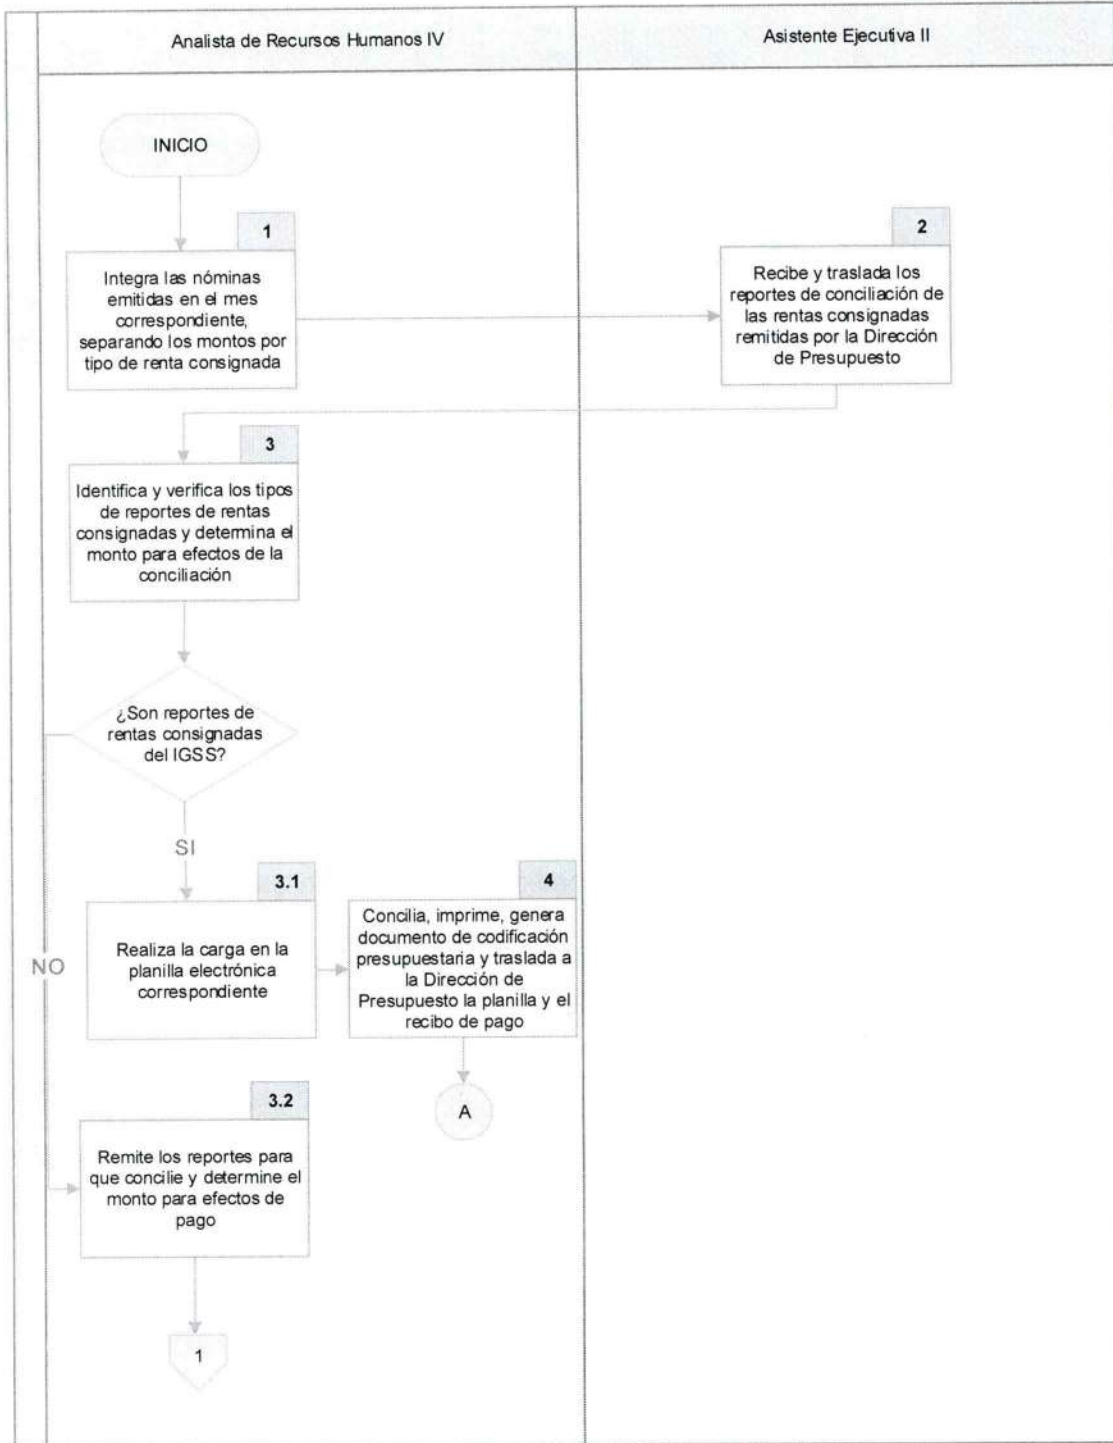 Analista de Recursos Humanos IV
Asistente Ejecutiva II
INICIO
1
Integra las nóminas
emitidas en el mes
correspondiente,
separando los montos por
tipo de renta consignada
2
Recibe y traslada los
reportes de conciliación de
las rentas consignadas
remitidas por la Dirección
de Presupuesto
3
Identifica y verifica los tipos
de reportes de rentas
consignadas y determina el
monto para efectos de la
conciliación
¿Son reportes de
rentas consignadas
del IGSS?
SI
NO
3.1
Realiza la carga en la
planilla electrónica
correspondiente
4
Concilia, imprime, genera
documento de codificación
presupuestaria y traslada a
la Dirección de
Presupuesto la planilla y el
recibo de pago
A
3.2
Remite los reportes para
que concilie y determine el
monto para efectos de
pago
1